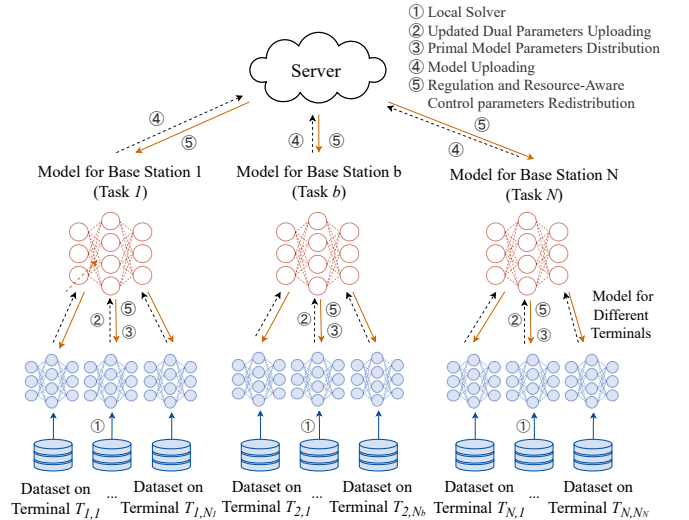 ① Local Solver
② Updated Dual Parameters Uploading
③ Primal Model Parameters Distribution
④ Model Uploading
⑤ Regulation and Resource-Aware
Control parameters Redistribution
Server
④ ⑤ ④ ⑤ ⑤ ④
Model for Base Station 1
(Task 1)
Model for Base Station b
(Task b)
Model for Base Station N
(Task N)
② ⑤ ③
② ⑤ ③
② ⑤ ③
Model for
Different
Terminals
① ① ①
Dataset on
Terminal T1,1
...
Dataset on
Terminal T1,N1
Dataset on
Terminal T2,1
...
Dataset on
Terminal T2,Nb
Dataset on
Terminal TN,1
...
Dataset on
Terminal TN,NN